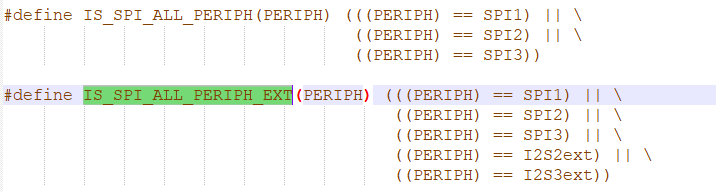 #define IS_SPI_ALL_PERIPH(PERIPH) (((PERIPH) == SPI1) || \
((PERIPH) == SPI2) || \
((PERIPH) == SPI3))
#define IS_SPI_ALL_PERIPH_EXT(PERIPH) (((PERIPH) == SPI1) || \
((PERIPH) == SPI2) || \
((PERIPH) == SPI3) || \
((PERIPH) == I2S2ext) || \
((PERIPH) == I2S3ext))